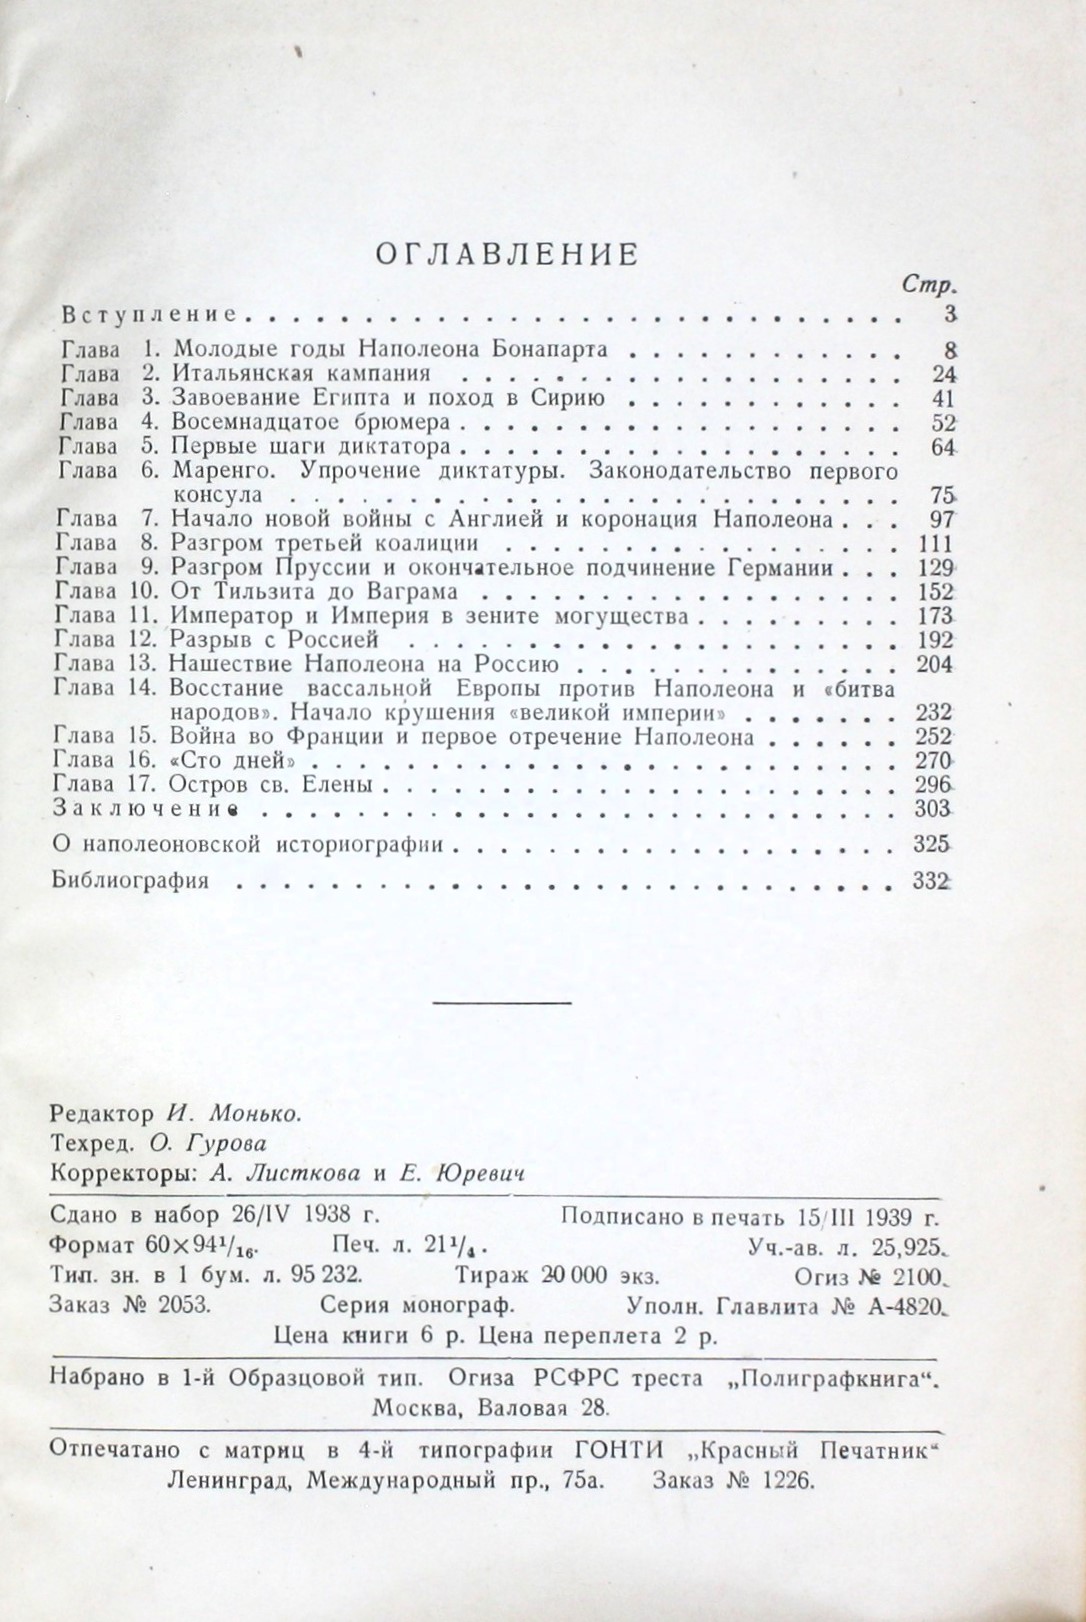 ОГЛАВЛЕНИЕ
Стр.
Вступление . . . . . . . . . . . . . . . . . . . . . . . . . . . . 3
Глава 1. Молодые годы Наполеона Бонапарта . . . . . . . . . . . . 8
Глава 2. Итальянская кампания . . . . . . . . . . . . . . . . . . . 24
Глава 3. Завоевание Египта и поход в Сирию . . . . . . . . . . . . 41
Глава 4. Восемнадцатое брюмера . . . . . . . . . . . . . . . . . . . 52
Глава 5. Первые шаги диктатора . . . . . . . . . . . . . . . . . . . 64
Глава 6. Маренго. Упрочение диктатуры. Законодательство первого
консула . . . . . . . . . . . . . . . . . . . . . . . . . . 75
Глава 7. Начало новой войны с Англией и коронация Наполеона . . . 97
Глава 8. Разгром третьей коалиции . . . . . . . . . . . . . . . . . 111
Глава 9. Разгром Пруссии и окончательное подчинение Германии . . . 129
Глава 10. От Тильзита до Ваграма . . . . . . . . . . . . . . . . . . 152
Глава 11. Император и Империя в зените могущества . . . . . . . . . 173
Глава 12. Разрыв с Россией . . . . . . . . . . . . . . . . . . . . . 192
Глава 13. Нашествие Наполеона на Россию . . . . . . . . . . . . . . 204
Глава 14. Восстание вассальной Европы против Наполеона и «битва
народов». Начало крушения «великой империи» . . . . . . . 232
Глава 15. Война во Франции и первое отречение Наполеона . . . . . . 252
Глава 16. «Сто дней» . . . . . . . . . . . . . . . . . . . . . . . . . 270
Глава 17. Остров св. Елены . . . . . . . . . . . . . . . . . . . . . . 296
Заключение . . . . . . . . . . . . . . . . . . . . . . . . . . . 303
О наполеоновской историографии . . . . . . . . . . . . . . . . . . . 325
Библиография . . . . . . . . . . . . . . . . . . . . . . . . . . . . 332
Редактор И. Монько.
Техред. О. Гурова
Корректоры: А. Листкова и Е. Юревич
Сдано в набор 26/IV 1938 г. Подписано в печать 15/III 1939 г.
Формат 60×94¹/₁₆. Печ. л. 21¹/₄. Уч.-ав. л. 25,925.
Тип. зн. в 1 бум. л. 95 232. Тираж 20 000 экз. Огиз № 2100.
Заказ № 2053. Серия монограф. Уполн. Главлита № А-4820.
Цена книги 6 р. Цена переплета 2 р.
Набрано в 1-й Образцовой тип. Огиза РСФРС треста „Полиграфкнига“.
Москва, Валовая 28.
Отпечатано с матриц в 4-й типографии ГОНТИ „Красный Печатник“
Ленинград, Международный пр., 75а. Заказ № 1226.